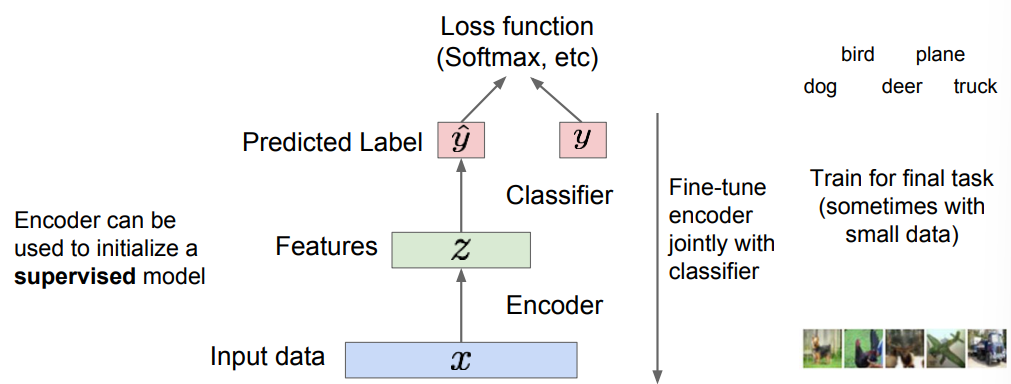 Loss function
(Softmax, etc)
bird plane
dog deer truck
Predicted Label
ŷ
y
Classifier
Encoder can be
used to initialize a
supervised model
Features
z
Fine-tune
encoder
jointly with
classifier
Train for final task
(sometimes with
small data)
Encoder
Input data
x